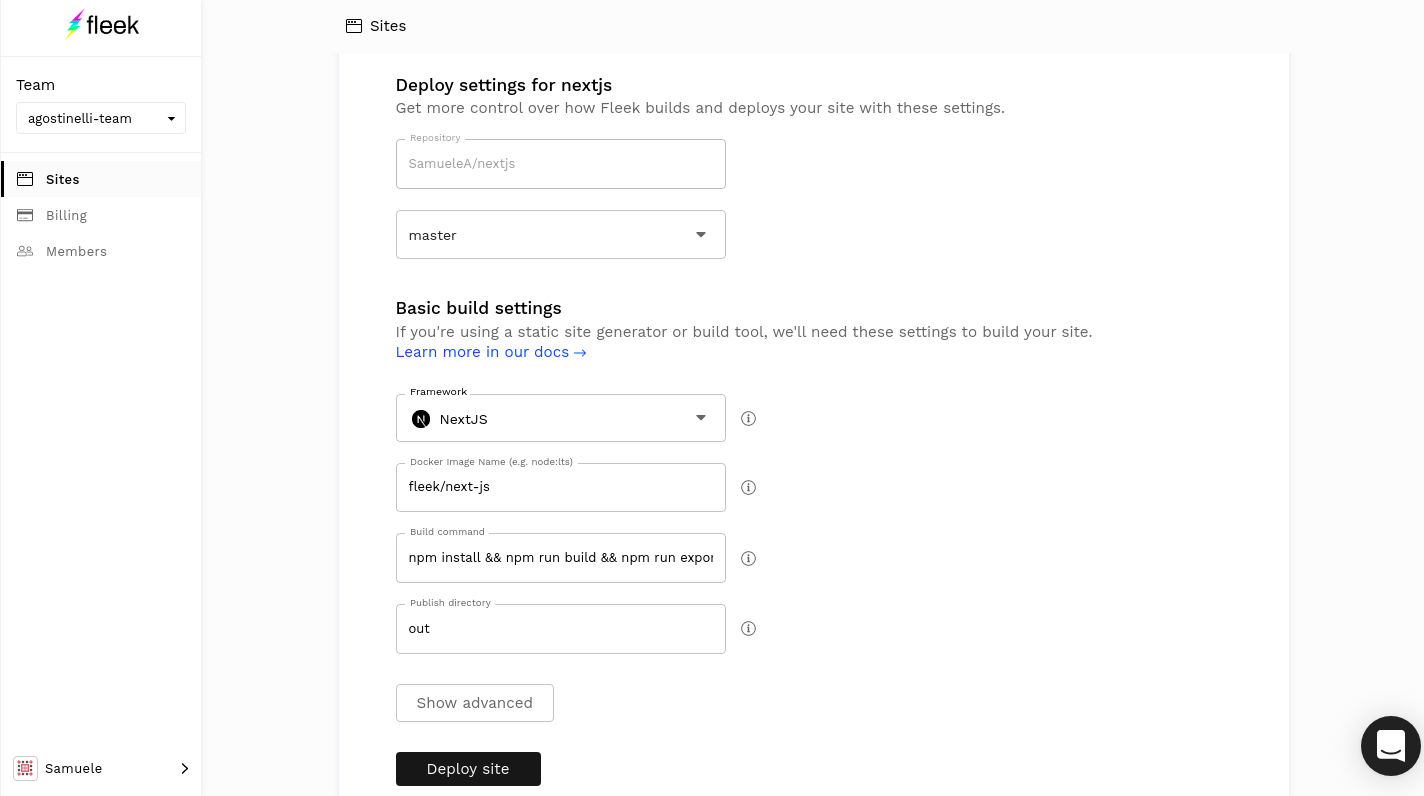 fleek
Team
agostinelli-team
Sites
Billing
Members
Samuele
Sites
Deploy settings for nextjs
Get more control over how Fleek builds and deploys your site with these settings.
Repository
SamueleA/nextjs
master
Basic build settings
If you're using a static site generator or build tool, we'll need these settings to build your site.
Learn more in our docs →
Framework
N NextJS
Docker Image Name (e.g. node:lts)
fleek/next-js
Build command
npm install && npm run build && npm run expor
Publish directory
out
Show advanced
Deploy site